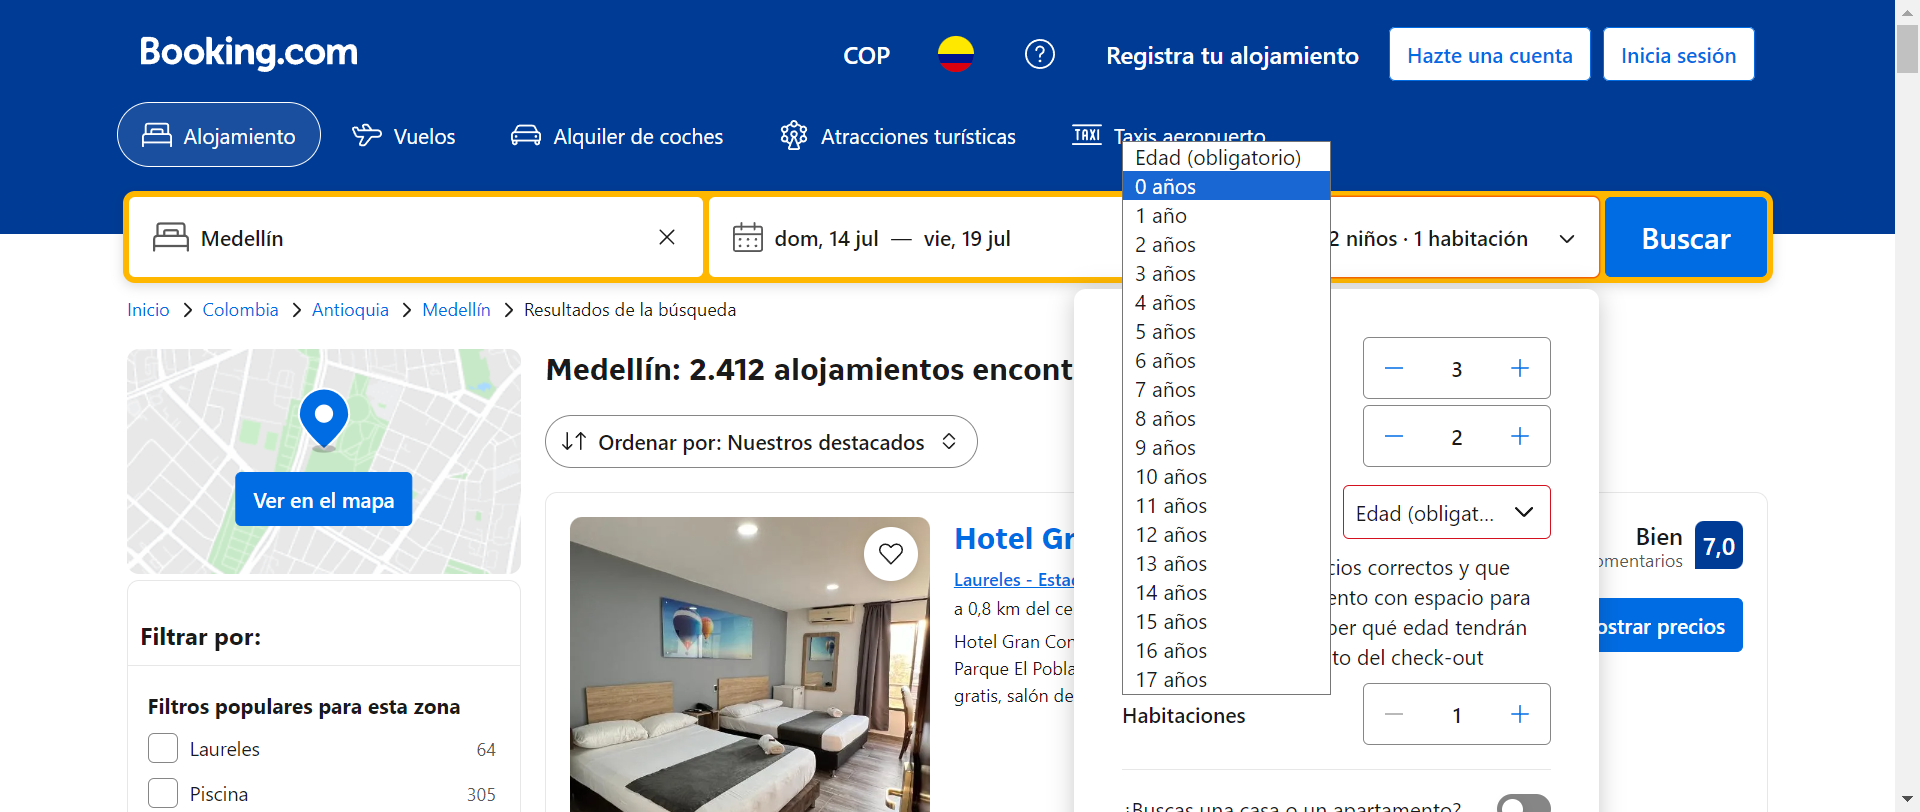 Booking.com
COP
Registra tu alojamiento
Hazte una cuenta
Inicia sesión
Alojamiento
Vuelos
Alquiler de coches
Atracciones turísticas
TAXI
Taxis aeropuerto
Medellín
dom, 14 jul — vie, 19 jul
2 niños · 1 habitación
Buscar
Edad (obligatorio)
0 años
1 año
2 años
3 años
4 años
5 años
6 años
7 años
8 años
9 años
10 años
11 años
12 años
13 años
14 años
15 años
16 años
17 años
Inicio
Colombia
Antioquia
Medellín
Resultados de la búsqueda
Ver en el mapa
Filtrar por:
Filtros populares para esta zona
Laureles 64
Piscina 305
Medellín: 2.412 alojamientos encont
Ordenar por: Nuestros destacados
Hotel Gr
Laureles - Esta
a 0,8 km del ce
Hotel Gran Con
Parque El Pobla
gratis, salón de
3
2
Edad (obligat...
cios correctos y que
ento con espacio para
ber qué edad tendrán
to del check-out
Habitaciones 1
¿Buscas una casa o un apartamento?
Bien
omentarios
7,0
ostrar precios